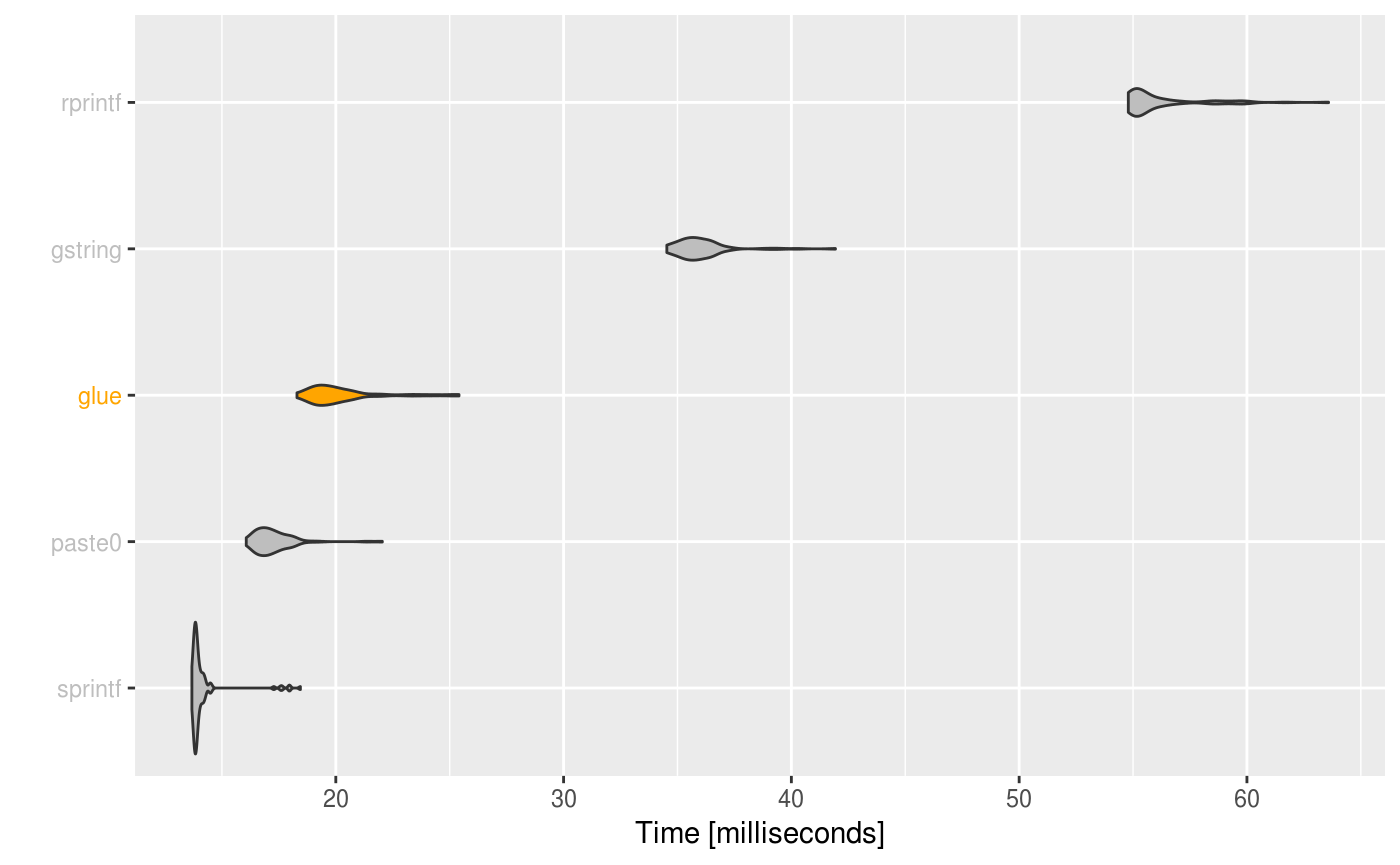 rprintf
gstring
glue
paste0
sprintf
20 30 40 50 60
Time [milliseconds]